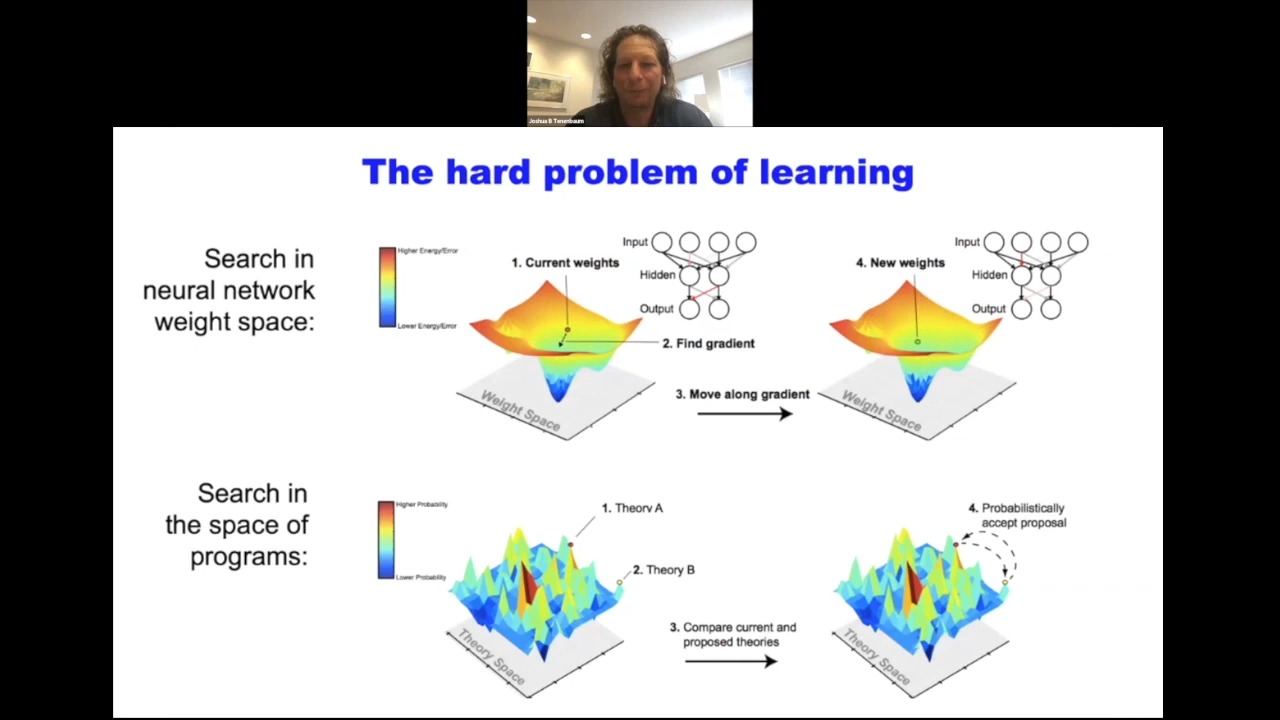 Joshua B Tenenbaum
The hard problem of learning
Search in
neural network
weight space:
Higher Energy/Error
Lower Energy/Error
1. Current weights
Input
Hidden
Output
2. Find gradient
3. Move along gradient
Weight Space
4. New weights
Input
Hidden
Output
Weight Space
Search in
the space of
programs:
Higher Probability
Lower Probability
1. Theory A
2. Theory B
3. Compare current and
proposed theories
Theory Space
4. Probabilistically
accept proposal
Theory Space